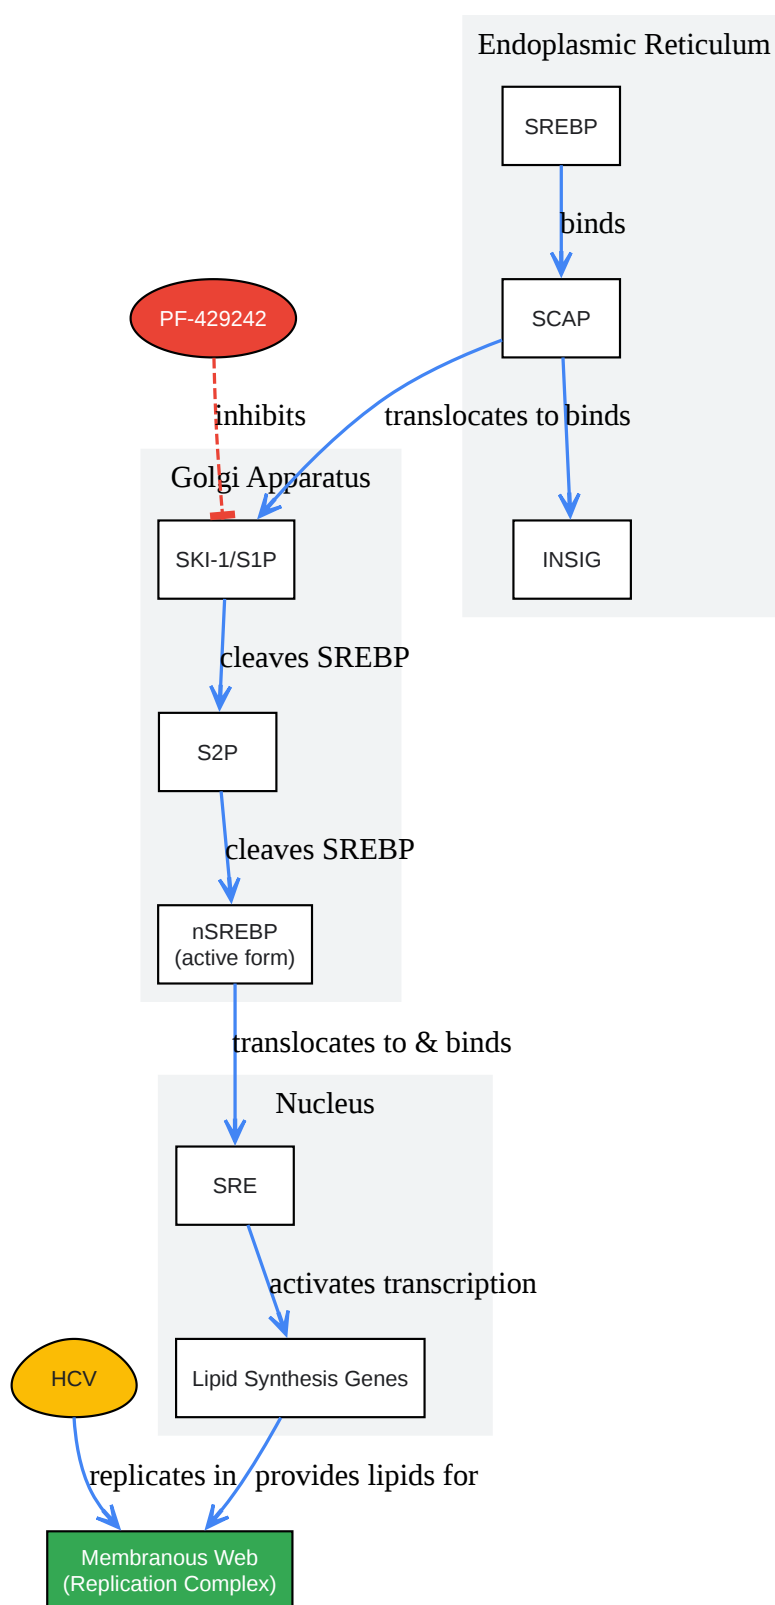 Endoplasmic Reticulum
SREBP
binds
PF-429242
SCAP
inhibits
translocates to
binds
Golgi Apparatus
SKI-1/S1P
INSIG
cleaves SREBP
S2P
cleaves SREBP
nSREBP
(active form)
translocates to & binds
Nucleus
SRE
activates transcription
HCV
Lipid Synthesis Genes
replicates in
provides lipids for
Membranous Web
(Replication Complex)